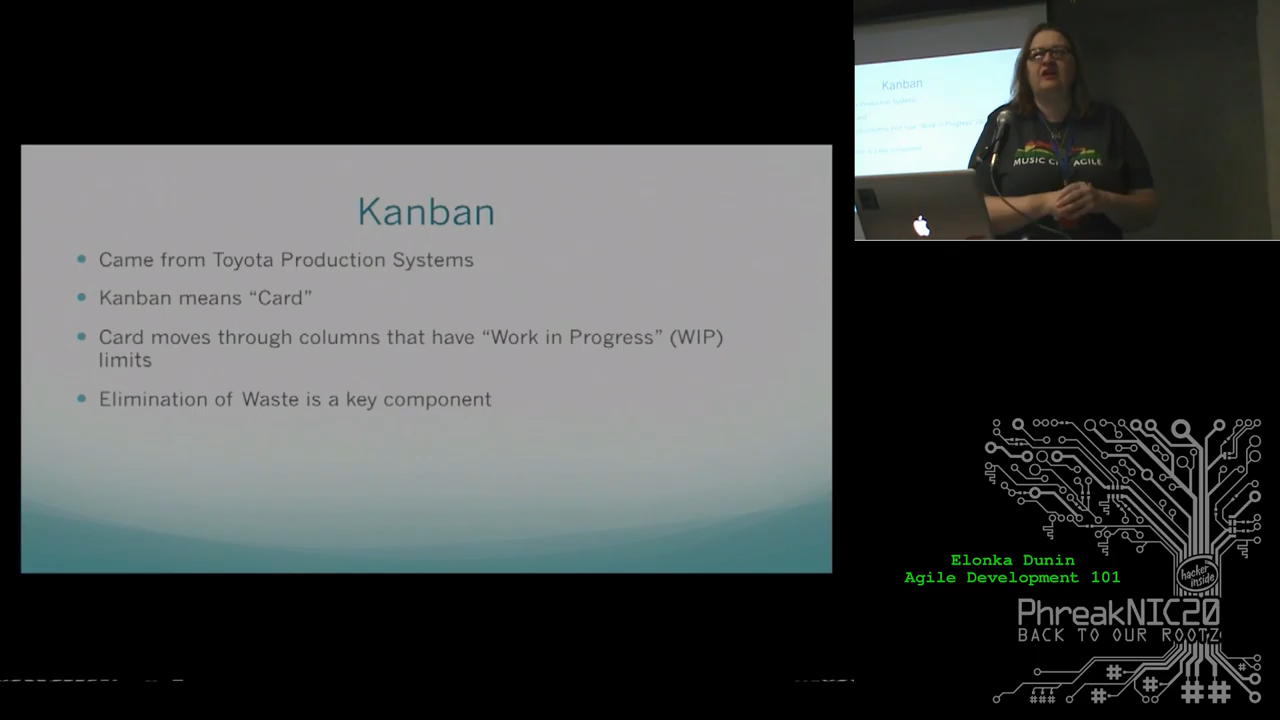 Kanban
Came from Toyota Production Systems
Kanban means “Card”
Card moves through columns that have “Work in Progress” (WIP)
limits
Elimination of Waste is a key component
Kanban
Production Systems
MUSIC AGILE
Elonka Dunin
Agile Development 101
hacker
inside
PhreakNIC20
BACK TO OUR ROOTZ